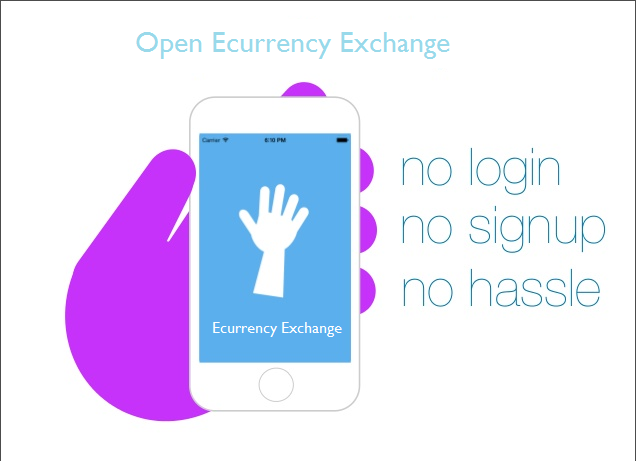 Open Ecurrency Exchange
Carrier 6:10 PM
no login
no signup
no hassle
Ecurrency Exchange